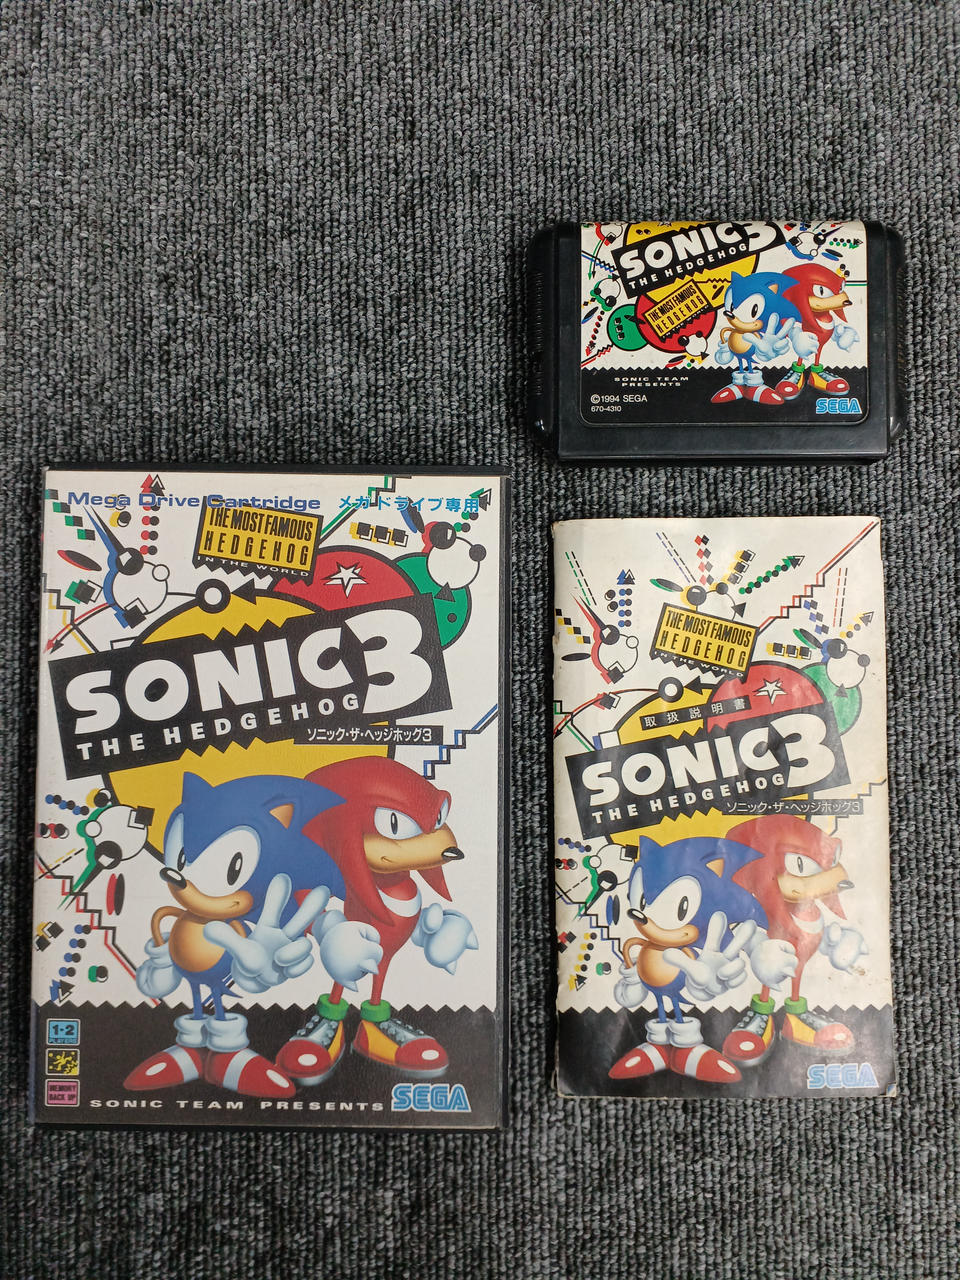 SONIC 3
THE HEDGEHOG
THE MOST FAMOUS
HEDGEHOG
SONIC TEAM
PRESENTS
©1994 SEGA
670-4310
SEGA
Mega Drive Cartridge メガドライブ専用
THE MOST FAMOUS
HEDGEHOG
IN THE WORLD
SONIC 3
THE HEDGEHOG
ソニック・ザ・ヘッジホッグ3
1-2
PLAYERS
MEMORY
BACK UP
SONIC TEAM PRESENTS SEGA
THE MOST FAMOUS
HEDGEHOG
IN THE WORLD
取扱説明書
SONIC 3
THE HEDGEHOG
ソニック・ザ・ヘッジホッグ3
SEGA